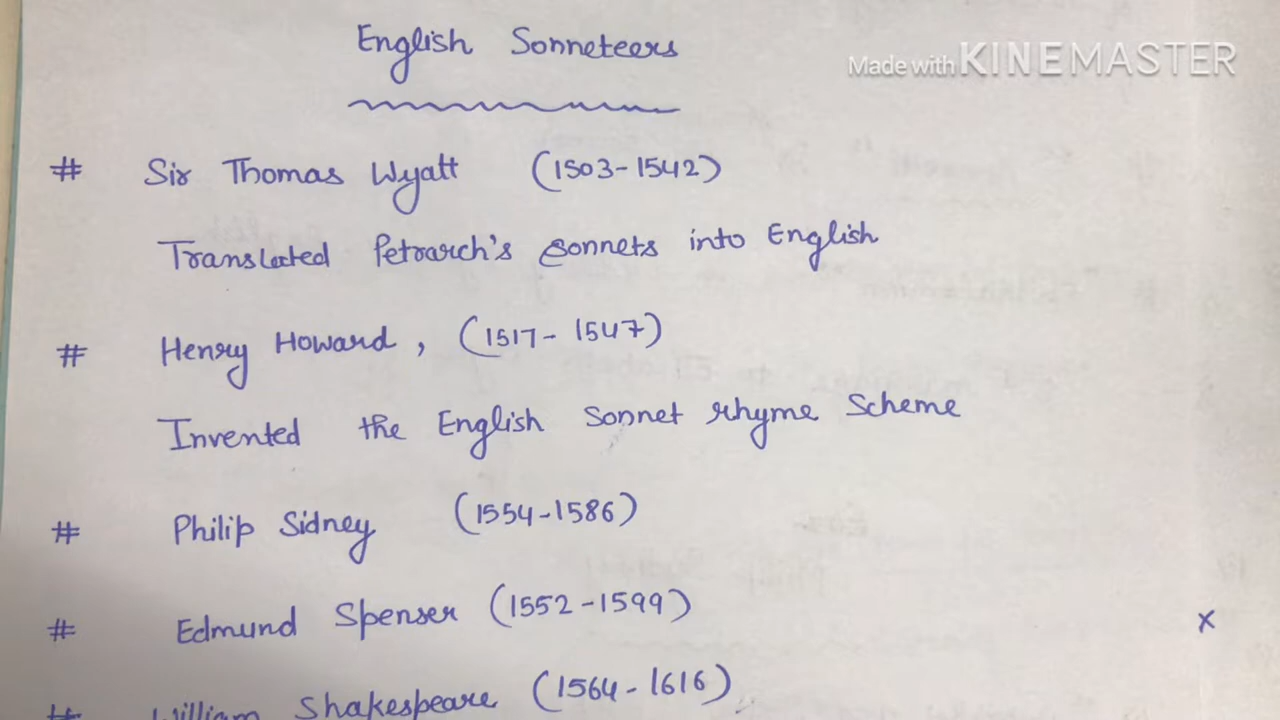 English Sonneteers
Made with KINEMASTER
# Sir Thomas Wyatt (1503-1542)
Translated Petrarch's sonnets into English
# Henry Howard, (1517-1547)
Invented the English Sonnet rhyme Scheme
# Philip Sidney (1554-1586)
# Edmund Spenser (1552-1599)
x
# William Shakespeare (1564-1616)